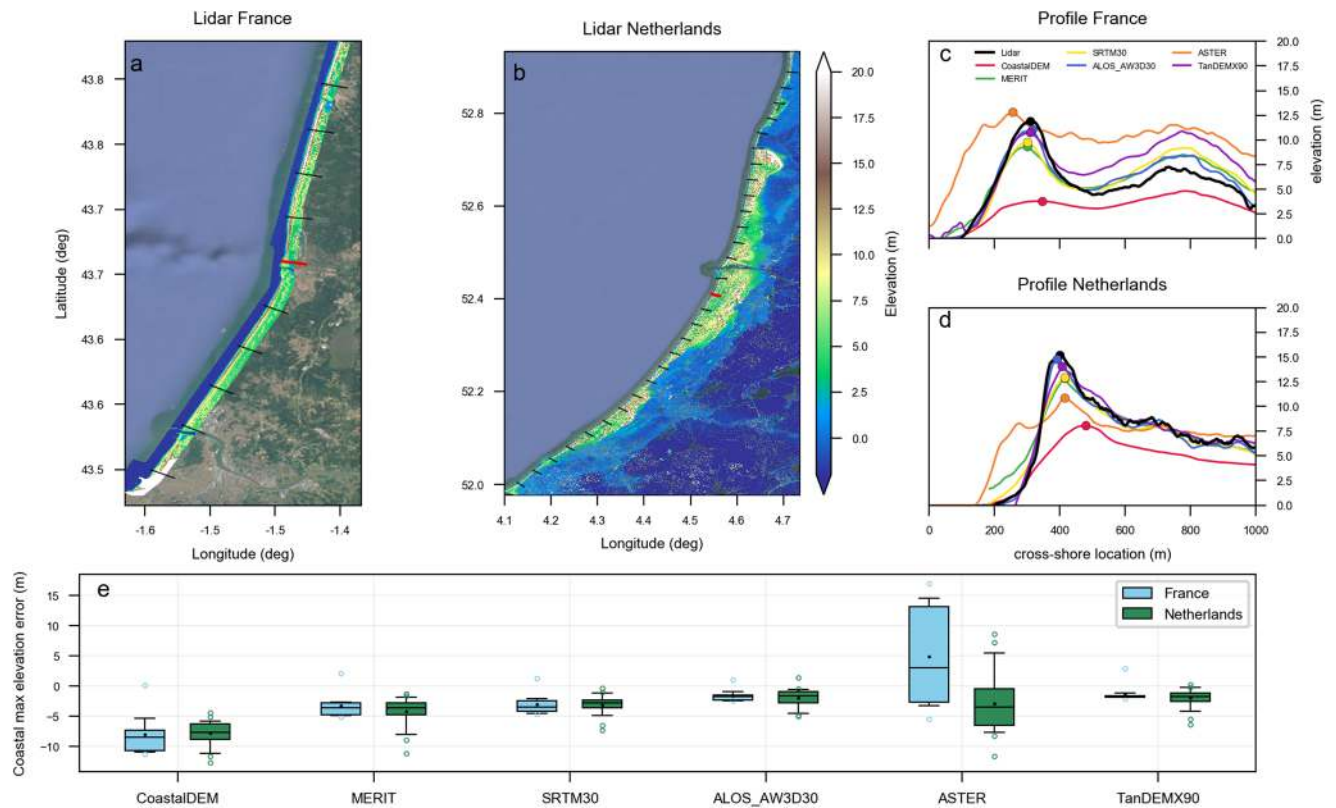 Lidar France
Lidar Netherlands
Profile France
a
b
c
Lidar
CoastalDEM
MERIT
SRTM30
ALOS_AW3D30
ASTER
TanDEMX90
20.0
17.5
15.0
12.5
10.0
7.5
5.0
2.5
0.0
elevation (m)
43.8
43.8
43.7
43.7
43.6
43.6
43.5
Latitude (deg)
-1.6
-1.5
-1.5
-1.4
Longitude (deg)
52.8
52.6
52.4
52.2
52.0
4.1
4.2
4.3
4.4
4.5
4.6
4.7
Longitude (deg)
20.0
17.5
15.0
12.5
10.0
7.5
5.0
2.5
0.0
Elevation (m)
Profile Netherlands
d
20.0
17.5
15.0
12.5
10.0
7.5
5.0
2.5
0.0
0
200
400
600
800
1000
cross-shore location (m)
e
Coastal max elevation error (m)
15
10
5
0
−5
−10
France
Netherlands
CoastalDEM
MERIT
SRTM30
ALOS_AW3D30
ASTER
TanDEMX90